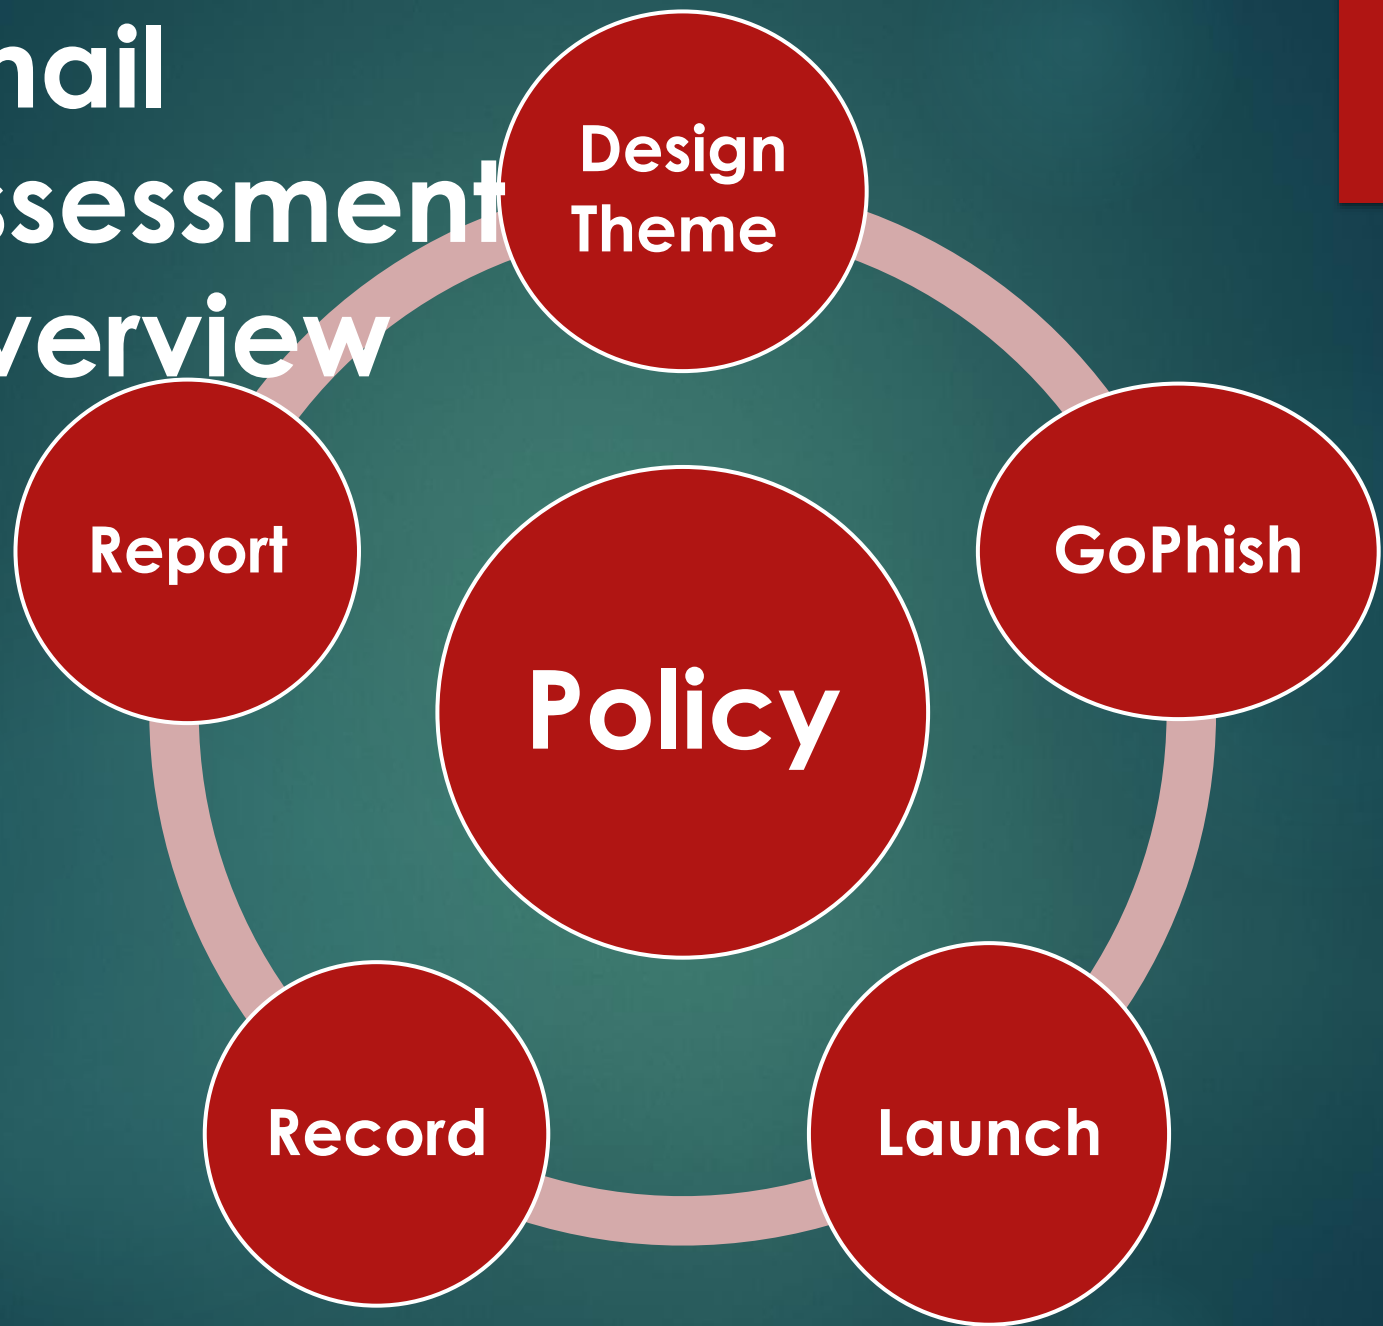 nail
ssessment
verview
Design
Theme
GoPhish
Report
Policy
Record
Launch